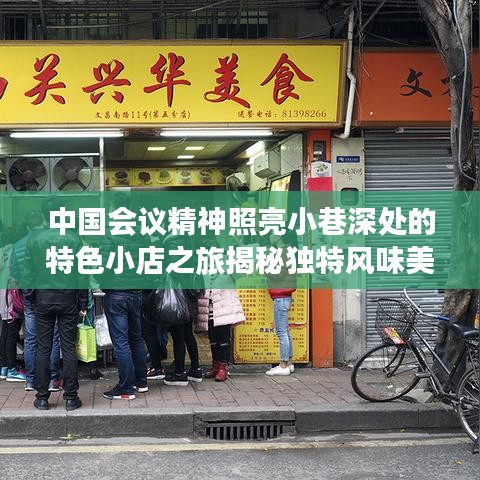 关兴华美食
文昌南路11号(第五分店)
送餐电话:81398266
文
中国会议精神照亮小巷深处的
特色小店之旅揭秘独特风味美